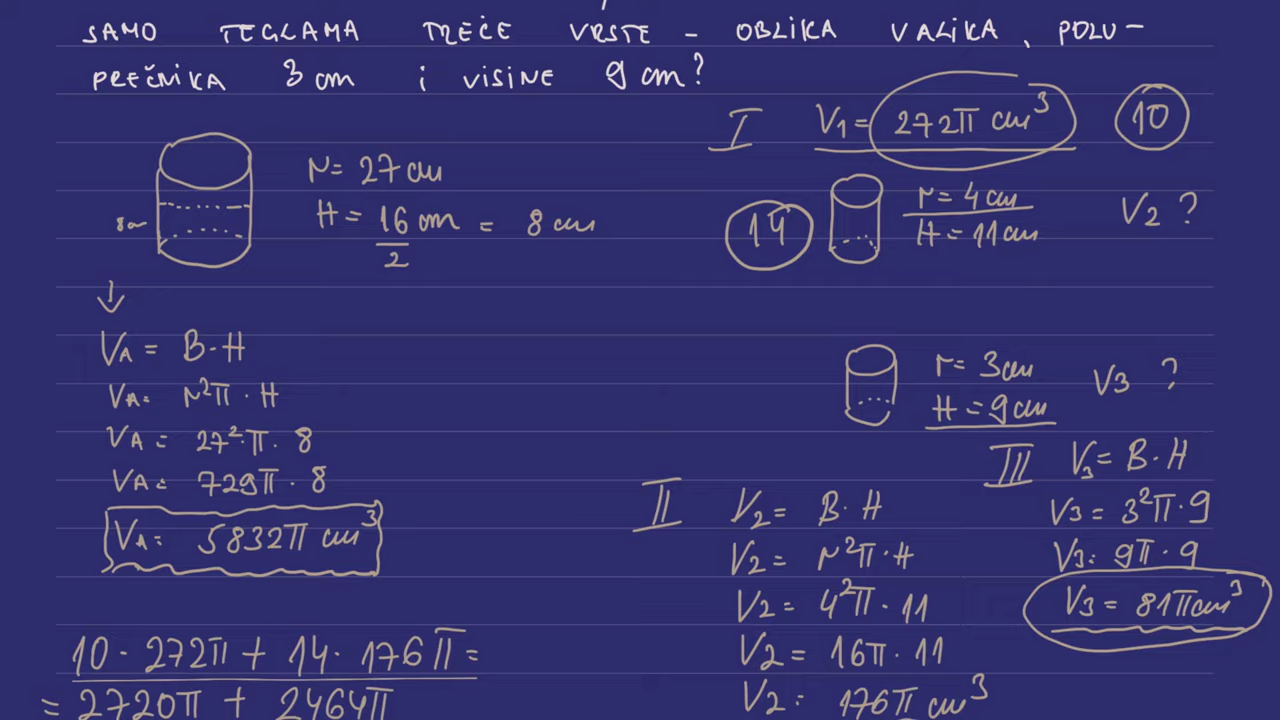 SAMO TEGLAMA TREĆE VRSTE - OBLIKA VALJKA, POLU-
PREČNIKA 3 cm i VISINE 9 cm?
I V1 = 272π cm³ 10
r = 27 cm
H = 16 cm / 2 = 8 cm
8 cm
14 r = 4 cm
H = 11 cm
V2 ?
↓
VA = B·H
VA = r²π · H
VA = 27²·π · 8
VA = 729π · 8
VA = 5832π cm³
r = 3 cm
H = 9 cm
V3 ?
III V3 = B·H
V3 = 3²π·9
V3 = 9π·9
V3 = 81π cm³
II V2 = B·H
V2 = r²π·H
V2 = 4²π·11
V2 = 16π·11
V2 = 176π cm³
10·272π + 14·176π =
= 2720π + 2464π